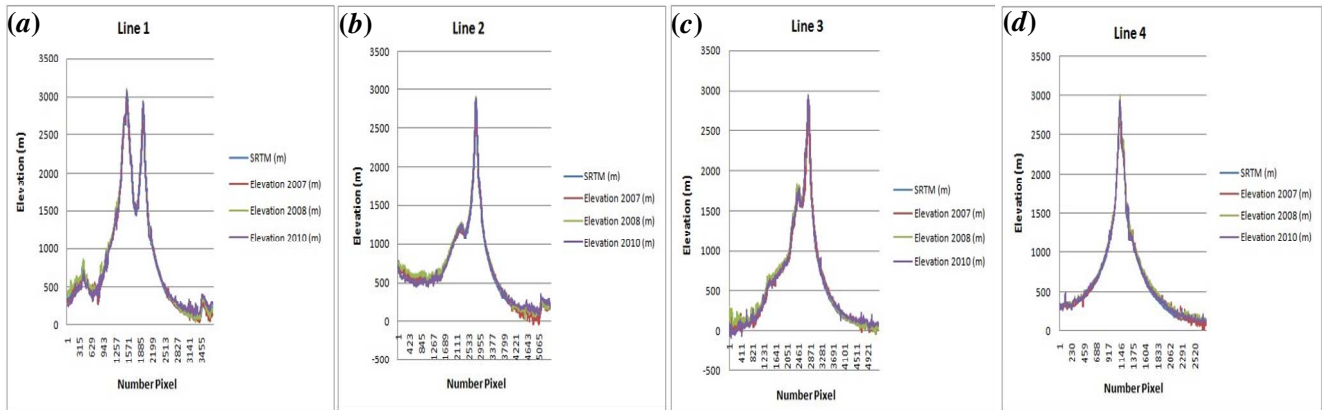 (a)
Line 1
Elevation (m)
3500
3000
2500
2000
1500
1000
500
0
1
315
629
943
1257
1571
1885
2199
2513
2827
3141
3455
Number Pixel
SRTM (m)
Elevation 2007 (m)
Elevation 2008 (m)
Elevation 2010 (m)
(b)
Line 2
Elevation (m)
3500
3000
2500
2000
1500
1000
500
0
-500
1
423
845
1267
1689
2111
2533
2955
3377
3799
4221
4643
5065
Number Pixel
SRTM (m)
Elevation 2007 (m)
Elevation 2008 (m)
Elevation 2010 (m)
(c)
Line 3
Elevation (m)
3500
3000
2500
2000
1500
1000
500
0
-500
1
411
821
1231
1641
2051
2461
2871
3281
3691
4101
4511
4921
Number Pixel
SRTM (m)
Elevation 2007 (m)
Elevation 2008 (m)
Elevation 2010 (m)
(d)
Line 4
Elevation (m)
3500
3000
2500
2000
1500
1000
500
0
1
230
459
688
917
1146
1375
1604
1833
2062
2291
2520
Number Pixel
SRTM (m)
Elevation 2007 (m)
Elevation 2008 (m)
Elevation 2010 (m)